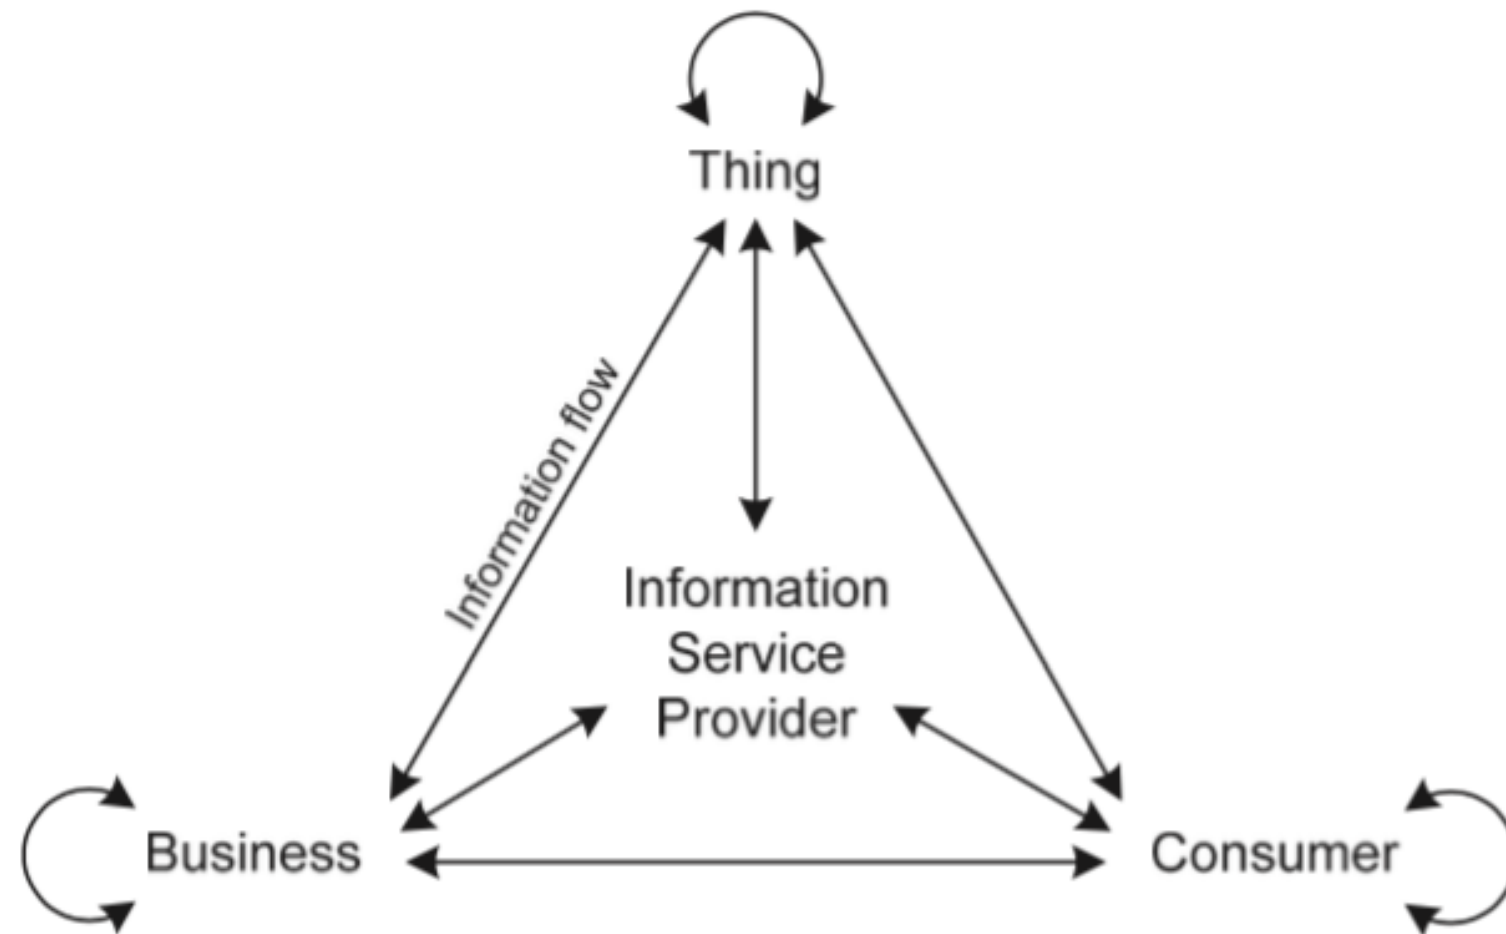 Thing
Information flow
Information
Service
Provider
Business
Consumer